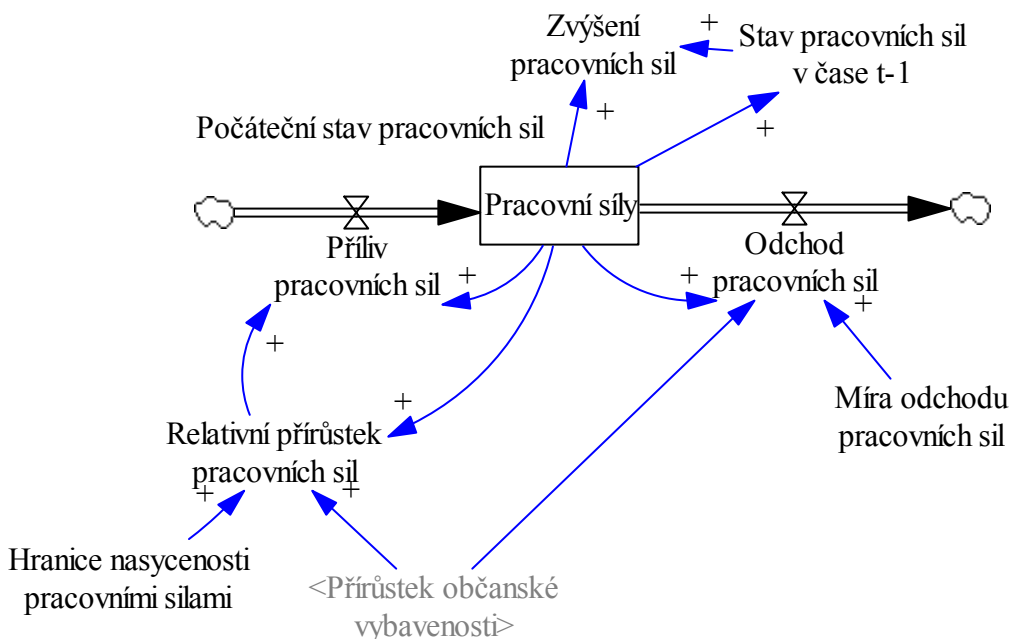 Zvýšení
pracovních sil
+
Stav pracovních sil
v čase t-1
+
+
Počáteční stav pracovních sil
Pracovní síly
Příliv
pracovních sil
+
+
Odchod
pracovních sil
+
+
+
Míra odchodu
pracovních sil
Relativní přírůstek
pracovních sil
+
+
Hranice nasycenosti
pracovními silami
<Přírůstek občanské
vybavenosti>